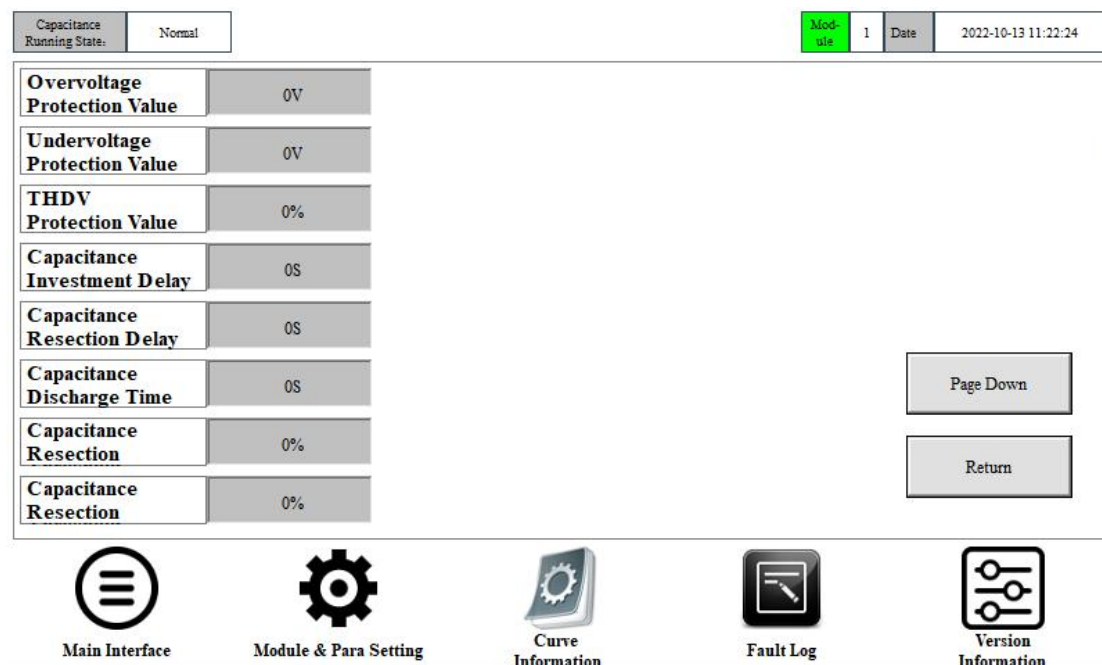 Capacitance
Running State:
Normal
Mod-
ule
1
Date
2022-10-13 11:22:24
Overvoltage
Protection Value
0V
Undervoltage
Protection Value
0V
THDV
Protection Value
0%
Capacitance
Investment Delay
0S
Capacitance
Resection Delay
0S
Capacitance
Discharge Time
0S
Capacitance
Resection
0%
Capacitance
Resection
0%
Page Down
Return
Main Interface
Module & Para Setting
Curve
Information
Fault Log
Version
Information